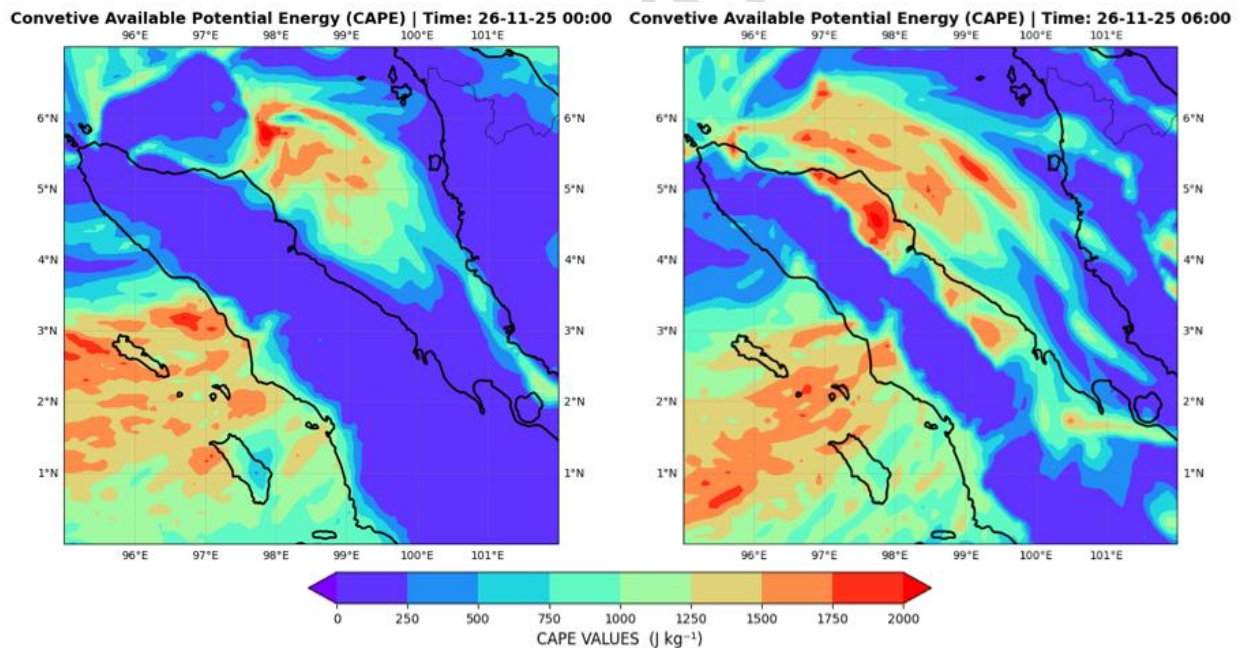 Convetive Available Potential Energy (CAPE) | Time: 26-11-25 00:00
96°E 97°E 98°E 99°E 100°E 101°E
6°N 6°N
5°N 5°N
4°N 4°N
3°N 3°N
2°N 2°N
1°N 1°N
96°E 97°E 98°E 99°E 100°E 101°E
Convetive Available Potential Energy (CAPE) | Time: 26-11-25 06:00
96°E 97°E 98°E 99°E 100°E 101°E
6°N 6°N
5°N 5°N
4°N 4°N
3°N 3°N
2°N 2°N
1°N 1°N
96°E 97°E 98°E 99°E 100°E 101°E
0 250 500 750 1000 1250 1500 1750 2000
CAPE VALUES (J kg⁻¹)